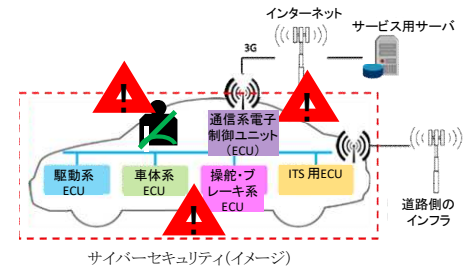 インターネット
サービス用サーバ
3G
通信系電子
制御ユニット
(ECU)
駆動系
ECU
車体系
ECU
操舵・ブ
レーキ系
ECU
ITS 用ECU
道路側の
インフラ
サイバーセキュリティ(イメージ)